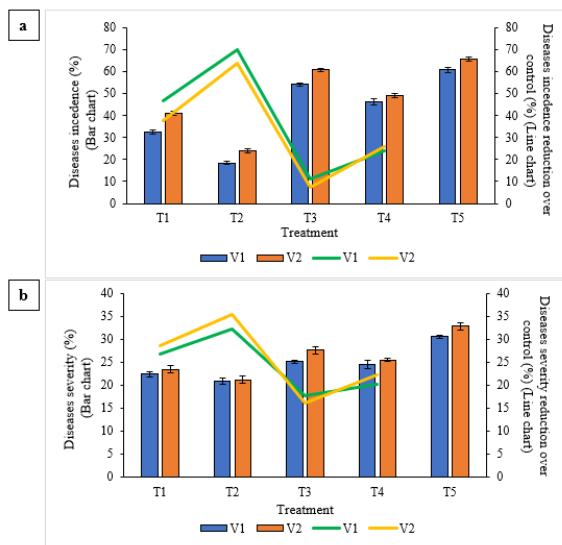 a
Diseases incedence (%)
(Bar chart)
80
70
60
50
40
30
20
10
0
80
70
60
50
40
30
20
10
0
Diseases incedence reduction over
control (%) (Line chart)
T1 T2 T3 T4 T5
Treatment
V1 V2 V1 V2
b
Diseases severity (%)
(Bar chart)
40
35
30
25
20
15
10
5
0
40
35
30
25
20
15
10
5
0
Diseases severity reduction over
control (%) (Line chart)
T1 T2 T3 T4 T5
Treatment
V1 V2 V1 V2